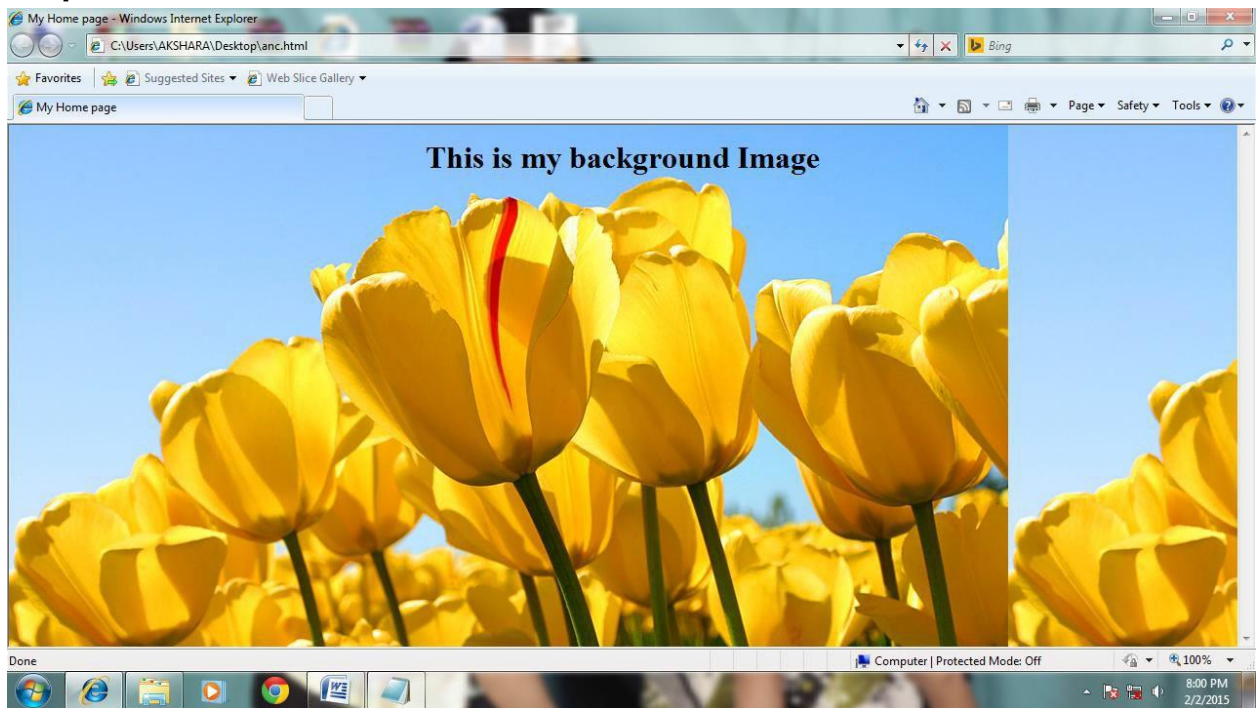 My Home page - Windows Internet Explorer
C:\Users\AKSHARA\Desktop\anc.html
Bing
Favorites
Suggested Sites
Web Slice Gallery
My Home page
Page
Safety
Tools
This is my background Image
Done
Computer | Protected Mode: Off
100%
8:00 PM
2/2/2015